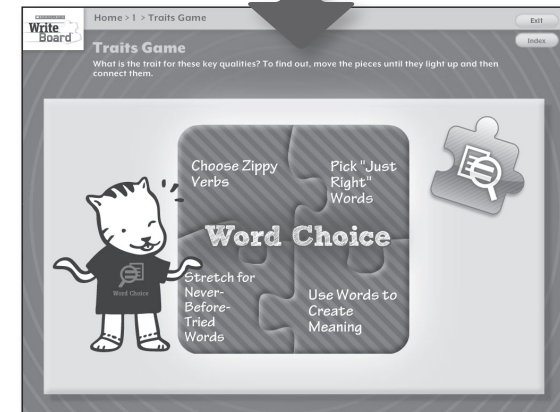 Write
Board
Home > 1 > Traits Game
Exit
Index
Traits Game
What is the trait for these key qualities? To find out, move the pieces until they light up and then
connect them.
Choose Zippy
Verbs
Pick "Just
Right"
Words
Word Choice
Stretch for
Never-
Before-
Tried
Words
Use Words to
Create
Meaning
Word Choice